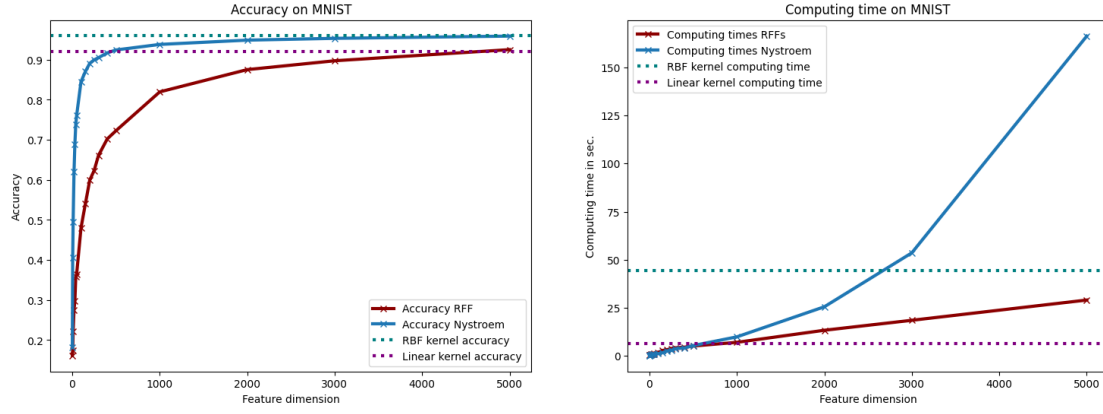 Accuracy on MNIST
Accuracy
0.9
0.8
0.7
0.6
0.5
0.4
0.3
0.2
0
1000
2000
3000
4000
5000
Feature dimension
Accuracy RFF
Accuracy Nystroem
RBF kernel accuracy
Linear kernel accuracy
Computing time on MNIST
Computing time in sec.
150
125
100
75
50
25
0
0
1000
2000
3000
4000
5000
Feature dimension
Computing times RFFs
Computing times Nystroem
RBF kernel computing time
Linear kernel computing time